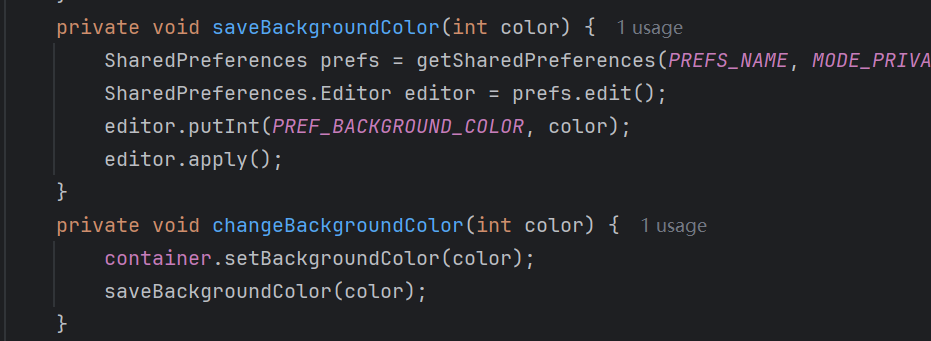 private void saveBackgroundColor(int color) { 1 usage
SharedPreferences prefs = getSharedPreferences(PREFS_NAME, MODE_PRIVA
SharedPreferences.Editor editor = prefs.edit();
editor.putInt(PREF_BACKGROUND_COLOR, color);
editor.apply();
}
private void changeBackgroundColor(int color) { 1 usage
container.setBackgroundColor(color);
saveBackgroundColor(color);
}